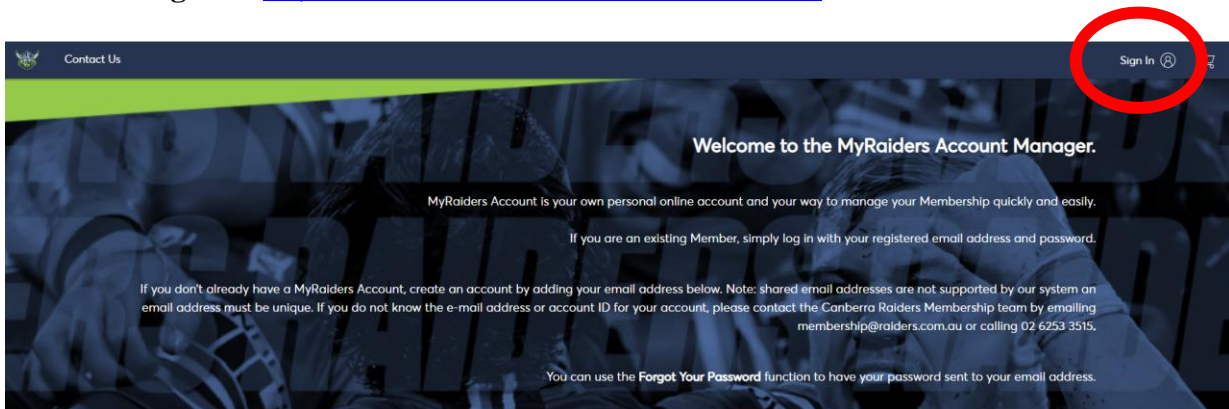 Contact Us
Sign In
Welcome to the MyRaiders Account Manager.
MyRaiders Account is your own personal online account and your way to manage your Membership quickly and easily.
If you are an existing Member, simply log in with your registered email address and password.
If you don't already have a MyRaiders Account, create an account by adding your email address below. Note: shared email addresses are not supported by our system an
email address must be unique. If you do not know the e-mail address or account ID for your account, please contact the Canberra Raiders Membership team by emailing
membership@raiders.com.au or calling 02 6253 3515.
You can use the Forgot Your Password function to have your password sent to your email address.